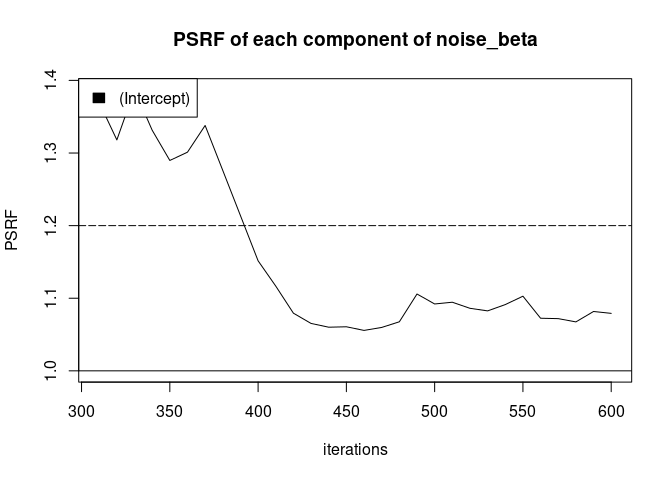 PSRF of each component of noise_beta
(Intercept)
PSRF
1.4
1.3
1.2
1.1
1.0
300 350 400 450 500 550 600
iterations